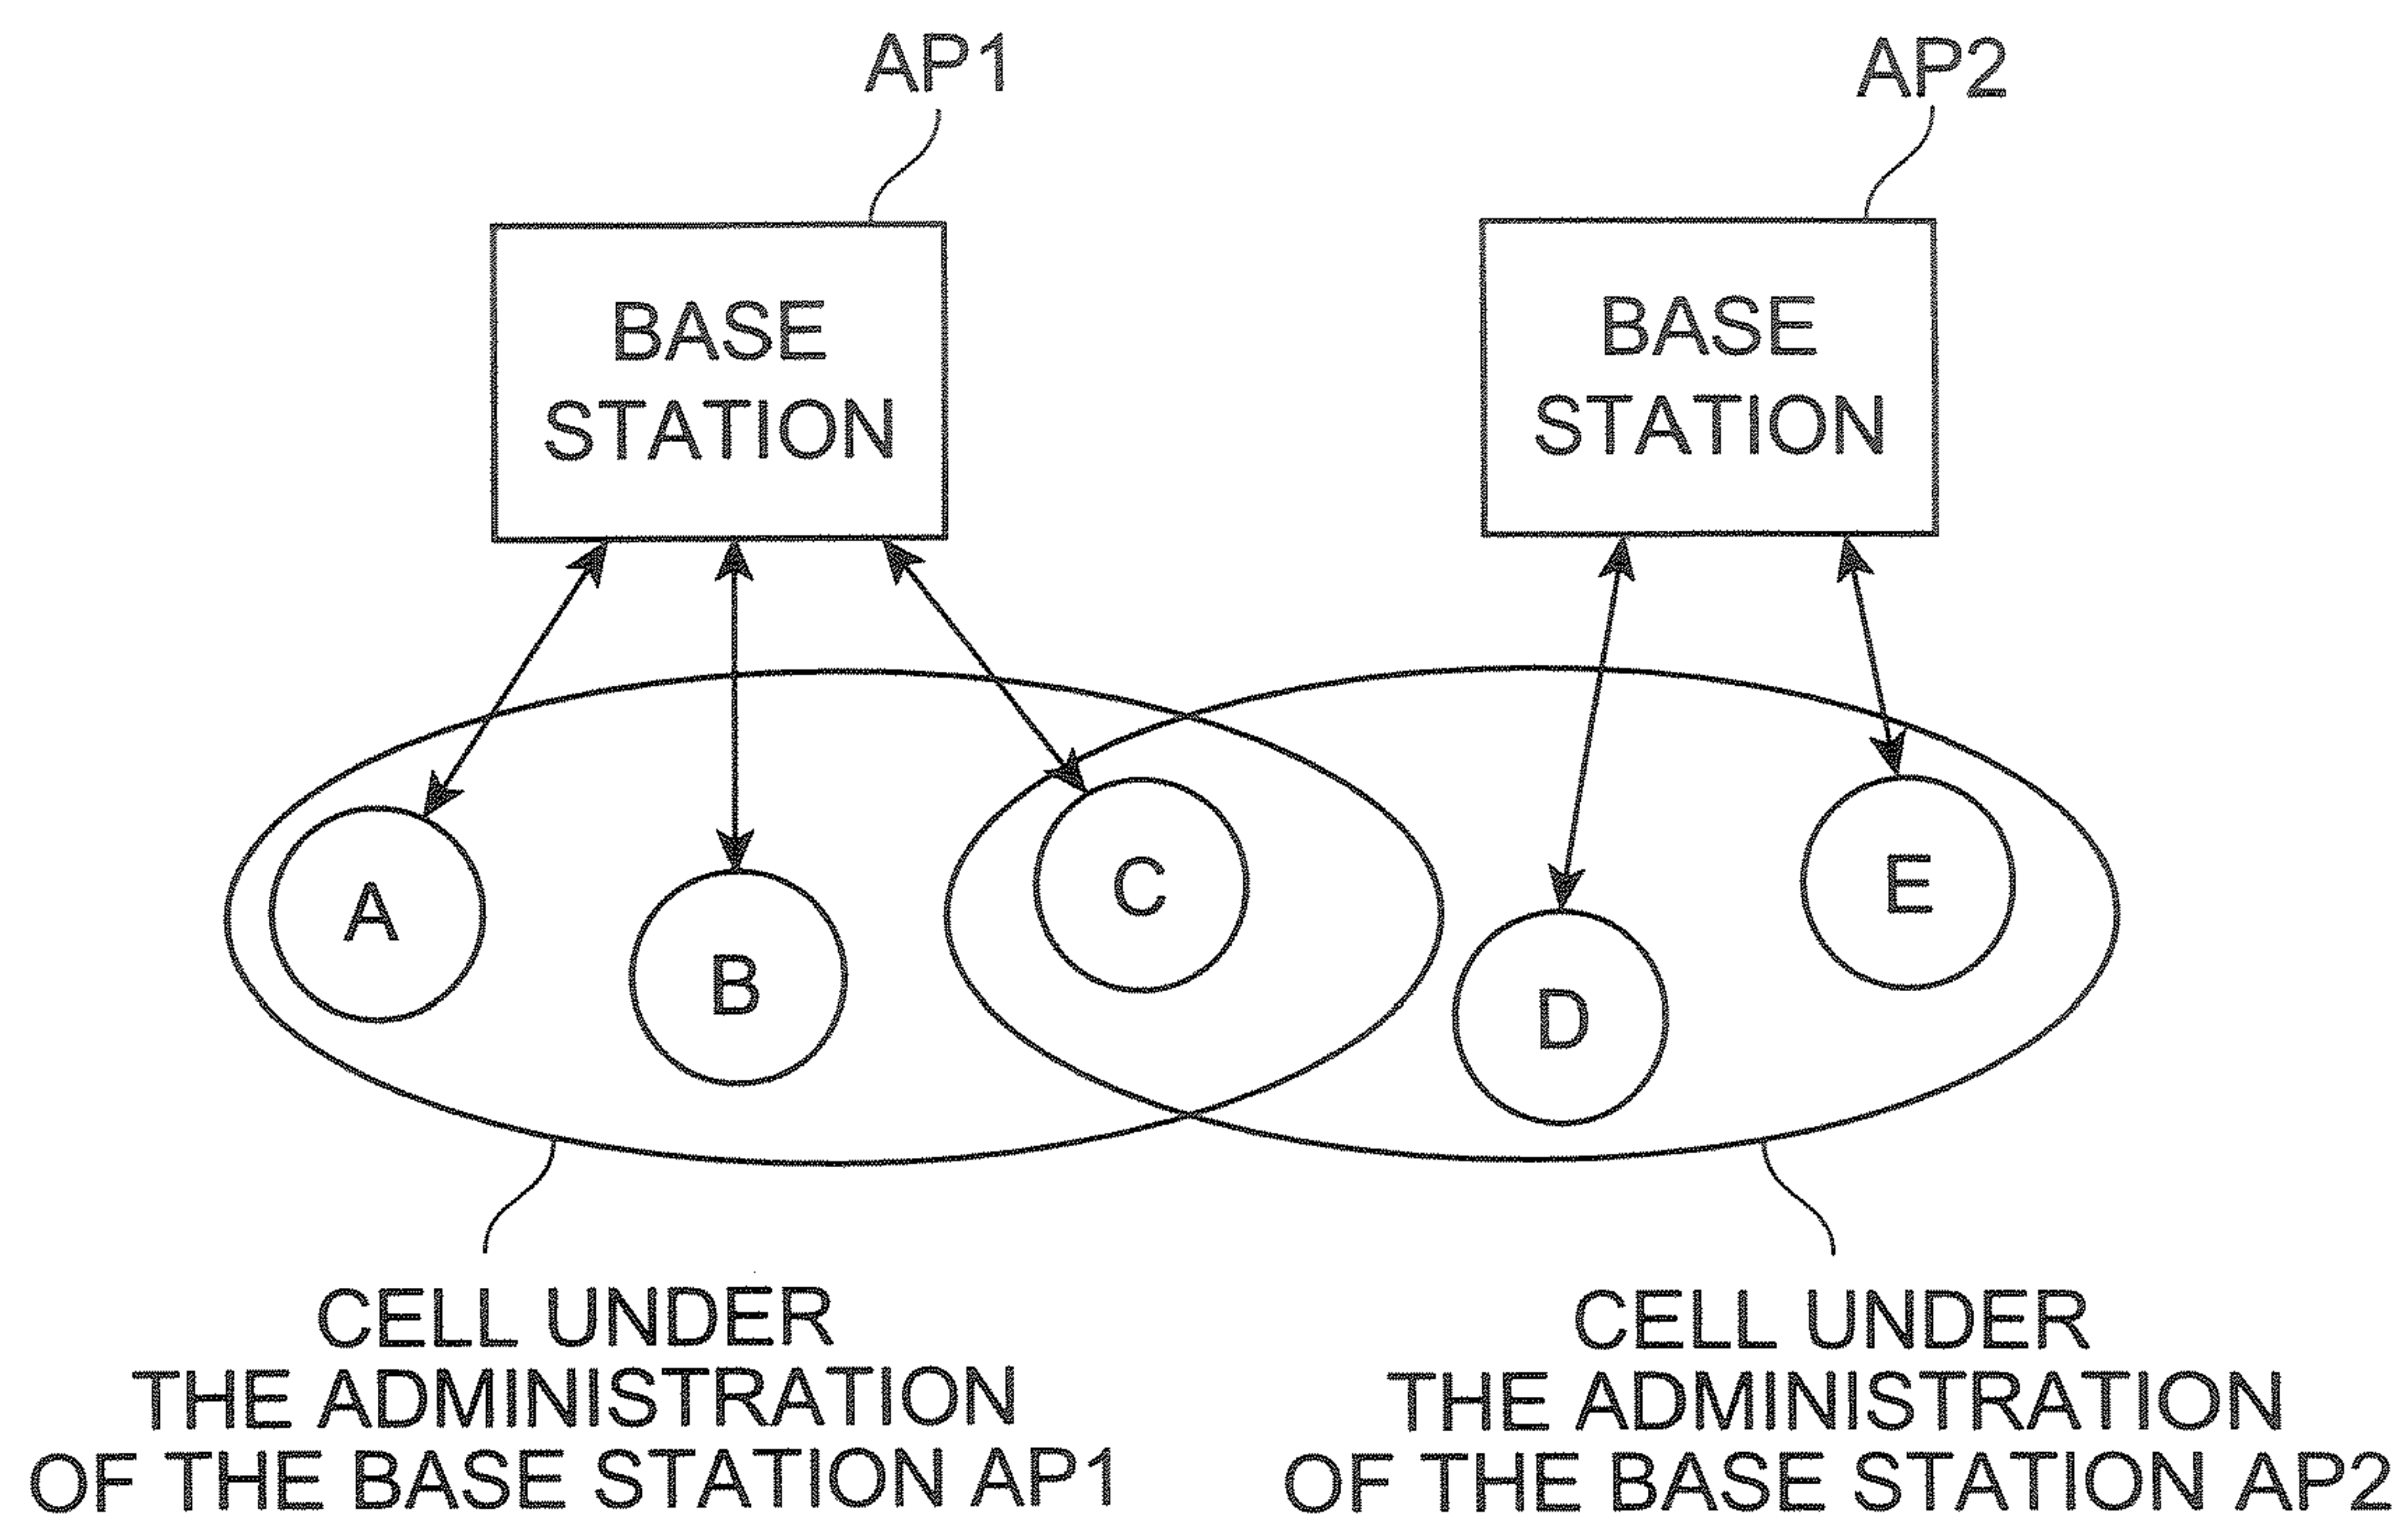 AP1
AP2
BASE
STATION
BASE
STATION
A
B
C
D
E
CELL UNDER
THE ADMINISTRATION
OF THE BASE STATION AP1
CELL UNDER
THE ADMINISTRATION
OF THE BASE STATION AP2